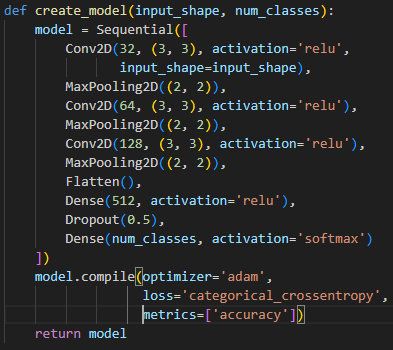 def create_model(input_shape, num_classes):
    model = Sequential([
        Conv2D(32, (3, 3), activation='relu',
               input_shape=input_shape),
        MaxPooling2D((2, 2)),
        Conv2D(64, (3, 3), activation='relu'),
        MaxPooling2D((2, 2)),
        Conv2D(128, (3, 3), activation='relu'),
        MaxPooling2D((2, 2)),
        Flatten(),
        Dense(512, activation='relu'),
        Dropout(0.5),
        Dense(num_classes, activation='softmax')
    ])
    model.compile(optimizer='adam',
                  loss='categorical_crossentropy',
                  metrics=['accuracy'])
    return model